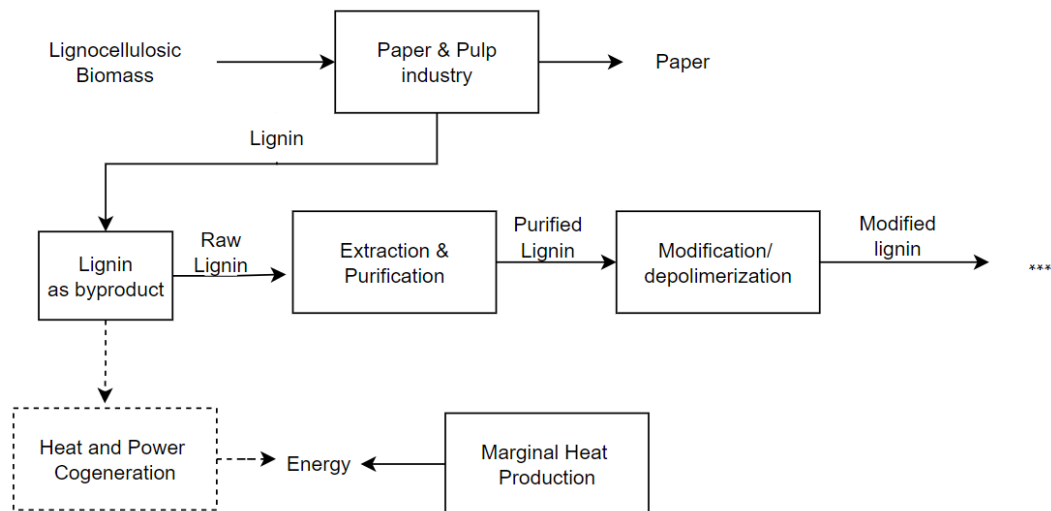 Lignocellulosic
Biomass
Paper & Pulp
industry
Paper
Lignin
Lignin
as byproduct
Raw
Lignin
Extraction &
Purification
Purified
Lignin
Modification/
depolimerization
Modified
lignin
***
Heat and Power
Cogeneration
Energy
Marginal Heat
Production